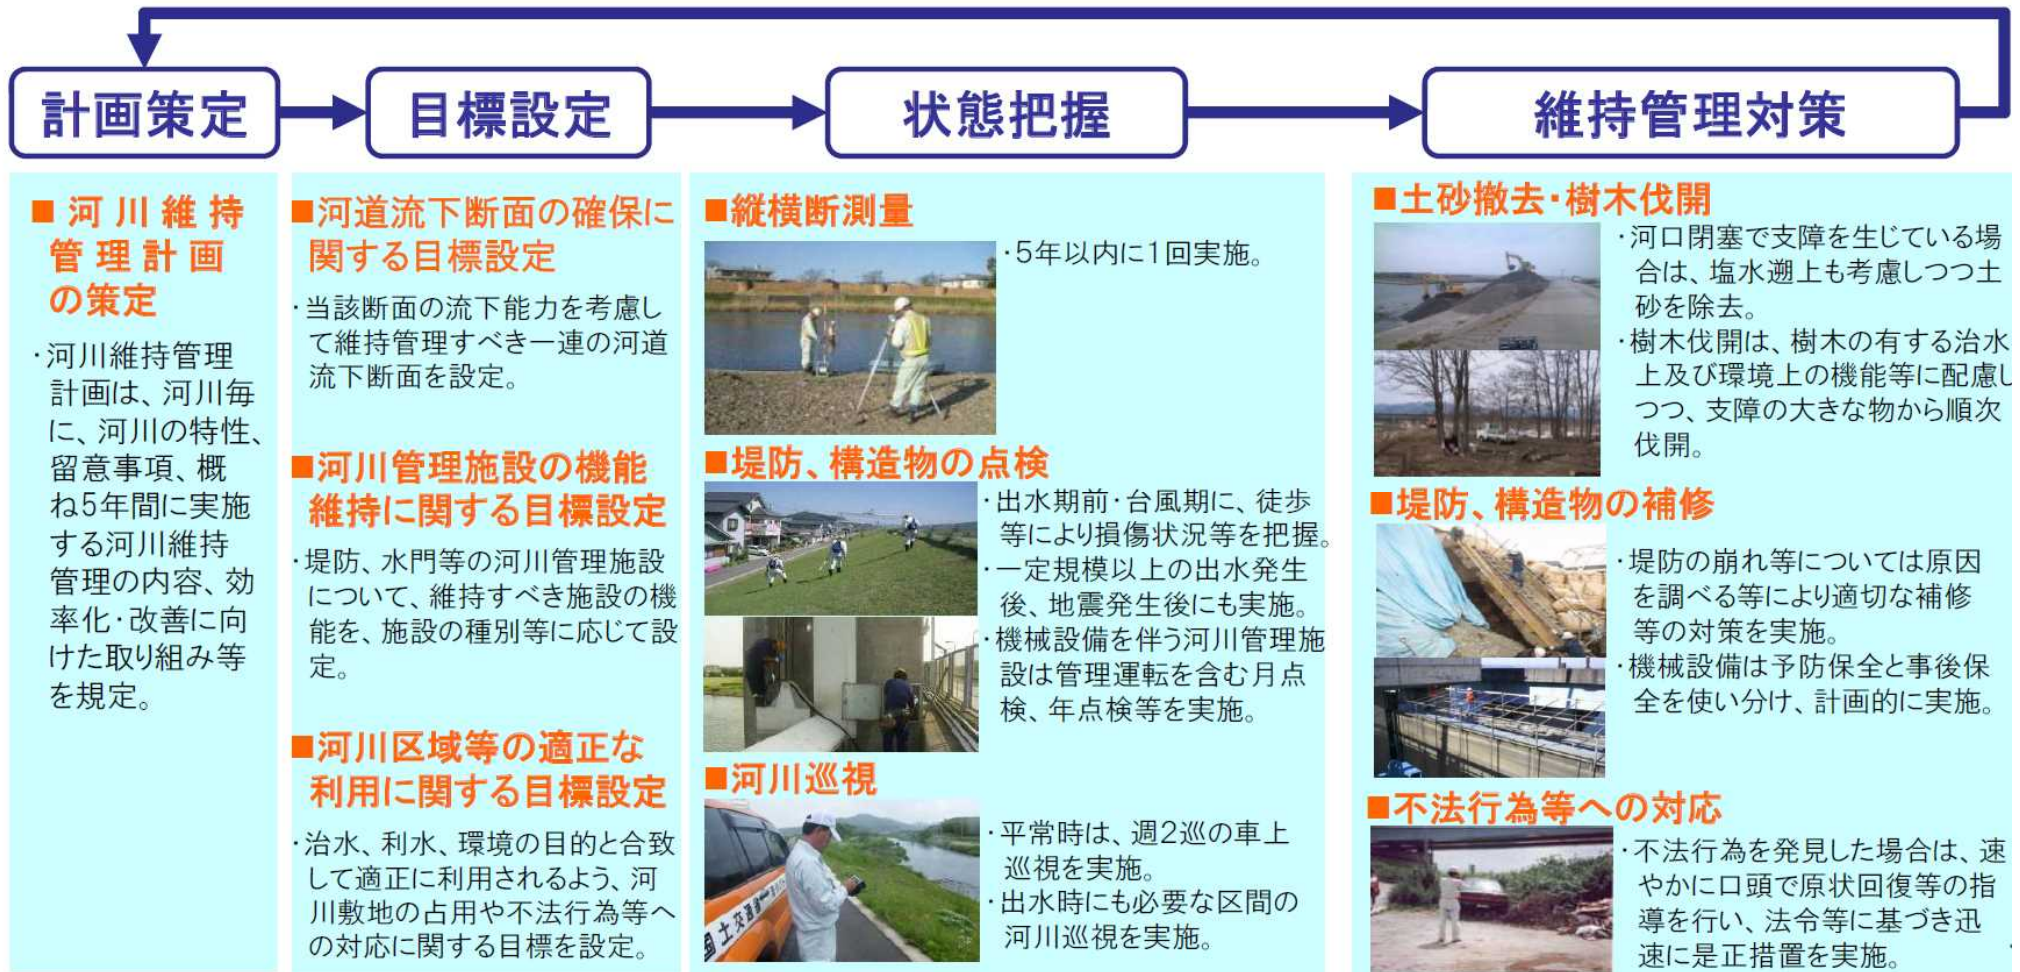 計画策定
目標設定
状態把握
維持管理対策
■河川維持
管理計画
の策定
・河川維持管理
計画は、河川毎
に、河川の特性、
留意事項、概
ね5年間に実施
する河川維持
管理の内容、効
率化・改善に向
けた取り組み等
を規定。
■河道流下断面の確保に
関する目標設定
・当該断面の流下能力を考慮し
て維持管理すべき一連の河道
流下断面を設定。
■河川管理施設の機能
維持に関する目標設定
・堤防、水門等の河川管理施設
について、維持すべき施設の機
能を、施設の種別等に応じて設
定。
■河川区域等の適正な
利用に関する目標設定
・治水、利水、環境の目的と合致
して適正に利用されるよう、河
川敷地の占用や不法行為等へ
の対応に関する目標を設定。
■縦横断測量
・5年以内に1回実施。
■堤防、構造物の点検
・出水期前・台風期に、徒歩
等により損傷状況等を把握。
・一定規模以上の出水発生
後、地震発生後にも実施。
・機械設備を伴う河川管理施
設は管理運転を含む月点
検、年点検等を実施。
■河川巡視
・平常時は、週2巡の車上
巡視を実施。
・出水時にも必要な区間の
河川巡視を実施。
国土交通省
■土砂撤去・樹木伐開
・河口閉塞で支障を生じている場
合は、塩水遡上も考慮しつつ土
砂を除去。
・樹木伐開は、樹木の有する治水
上及び環境上の機能等に配慮し
つつ、支障の大きな物から順次
伐開。
■堤防、構造物の補修
・堤防の崩れ等については原因
を調べる等により適切な補修
等の対策を実施。
・機械設備は予防保全と事後保
全を使い分け、計画的に実施。
■不法行為等への対応
・不法行為を発見した場合は、速
やかに口頭で原状回復等の指
導を行い、法令等に基づき迅
速に是正措置を実施。